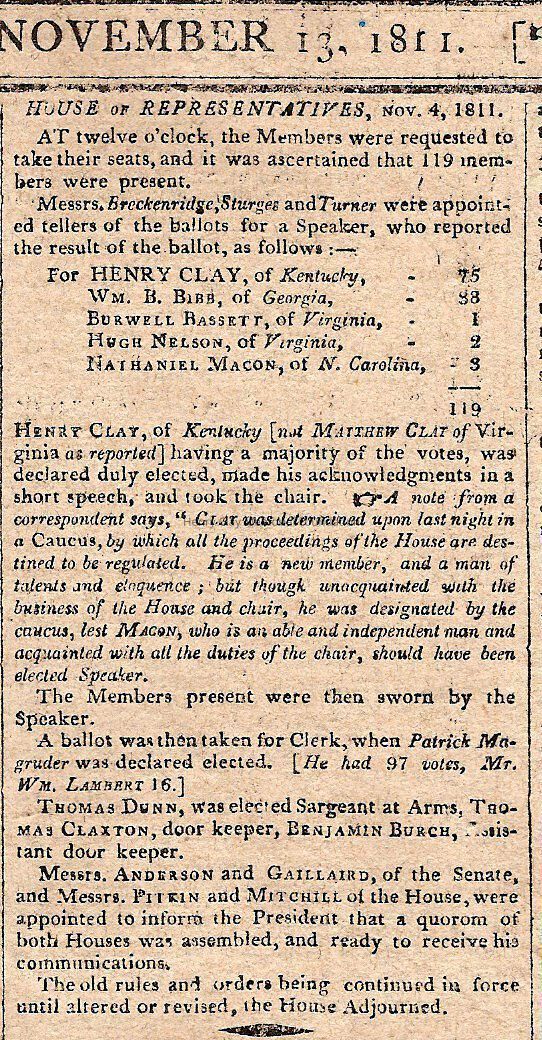 NOVEMBER 13, 1811.
HOUSE OF REPRESENTATIVES, Nov. 4, 1811.
AT twelve o'clock, the Members were requested to
take their seats, and it was ascertained that 119 mem-
bers were present.
Messrs. Breckenridge, Sturges and Turner were appoint-
ed tellers of the ballots for a Speaker, who reported
the result of the ballot, as follows :—
For HENRY CLAY, of Kentucky, - 75
WM. B. BIBB, of Georgia, - 38
BURWELL BASSETT, of Virginia, - 1
HUGH NELSON, of Virginia, - 2
NATHANIEL MACON, of N. Carolina, - 3
119
HENRY CLAY, of Kentucky [not MATTHEW CLAY of Vir-
ginia as reported] having a majority of the votes, was
declared duly elected, made his acknowledgments in a
short speech, and took the chair. ☞A note from a
correspondent says, " CLAY was determined upon last night in
a Caucus, by which all the proceedings of the House are des-
tined to be regulated. He is a new member, and a man of
talents and eloquence ; but though unacquainted with the
business of the House and chair, he was designated by the
caucus, lest MACON, who is an able and independent man and
acquainted with all the duties of the chair, should have been
elected Speaker.
The Members present were then sworn by the
Speaker.
A ballot was then taken for Clerk, when Patrick Ma-
gruder was declared elected. [He had 97 votes, Mr.
WM. LAMBERT 16.]
THOMAS DUNN, was elected Sargeant at Arms, THO-
MAS CLAXTON, door keeper, BENJAMIN BURCH, Assis-
tant door keeper.
Messrs. ANDERSON and GAILLAIRD, of the Senate,
and Messrs. PITKIN and MITCHILL of the House, were
appointed to inform the President that a quorom of
both Houses was assembled, and ready to receive his
communications.
The old rules and orders being continued in force
until altered or revised, the House Adjourned.